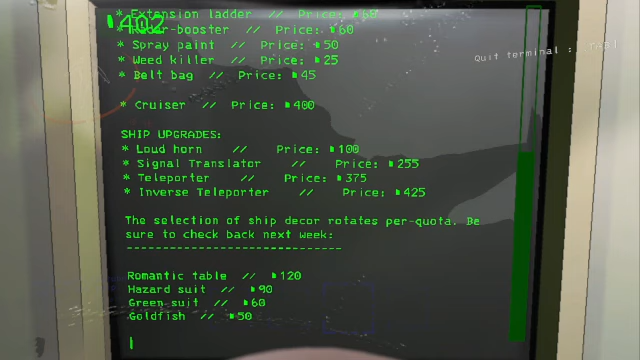 ■402
* Extension ladder // Price: ■60
* Radar-booster // Price: ■60
* Spray paint // Price: ■50
* Weed killer // Price: ■25
* Belt bag // Price: ■45
* Cruiser // Price: ■400
SHIP UPGRADES:
* Loud horn // Price: ■100
* Signal Translator // Price: ■255
* Teleporter // Price: ■375
* Inverse Teleporter // Price: ■425
The selection of ship decor rotates per-quota. Be
sure to check back next week:
------------------------------
Romantic table // ■120
Hazard suit // ■90
Green suit // ■60
Goldfish // ■50
Quit terminal : [Tab]